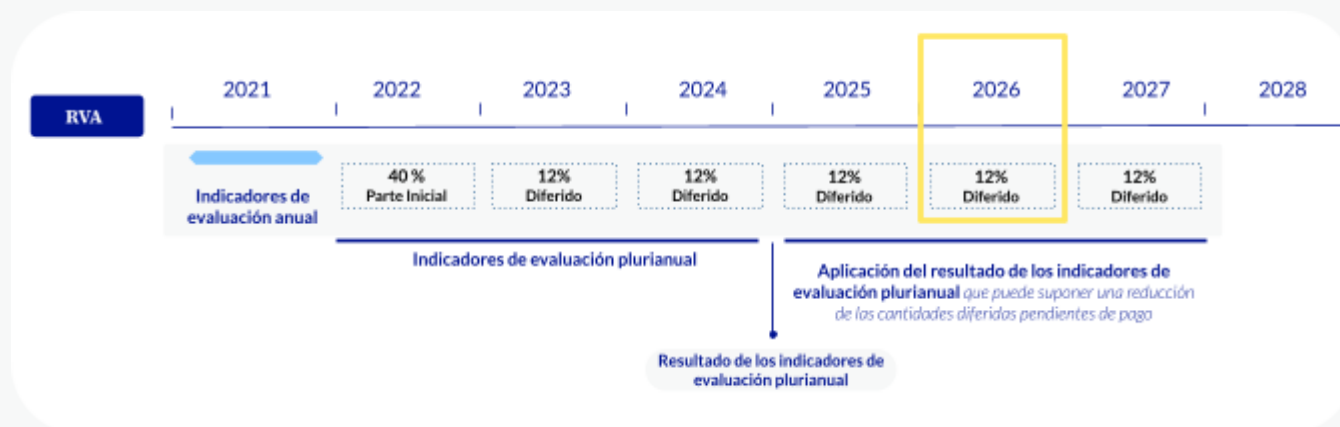 2021 2022 2023 2024 2025 2026 2027 2028
RVA
40 % 12% 12% 12% 12% 12%
Parte Inicial Diferido Diferido Diferido Diferido Diferido
Indicadores de
evaluación anual
Indicadores de evaluación plurianual
Aplicación del resultado de los indicadores de
evaluación plurianual que puede suponer una reducción
de las cantidades diferidas pendientes de pago
Resultado de los indicadores de
evaluación plurianual